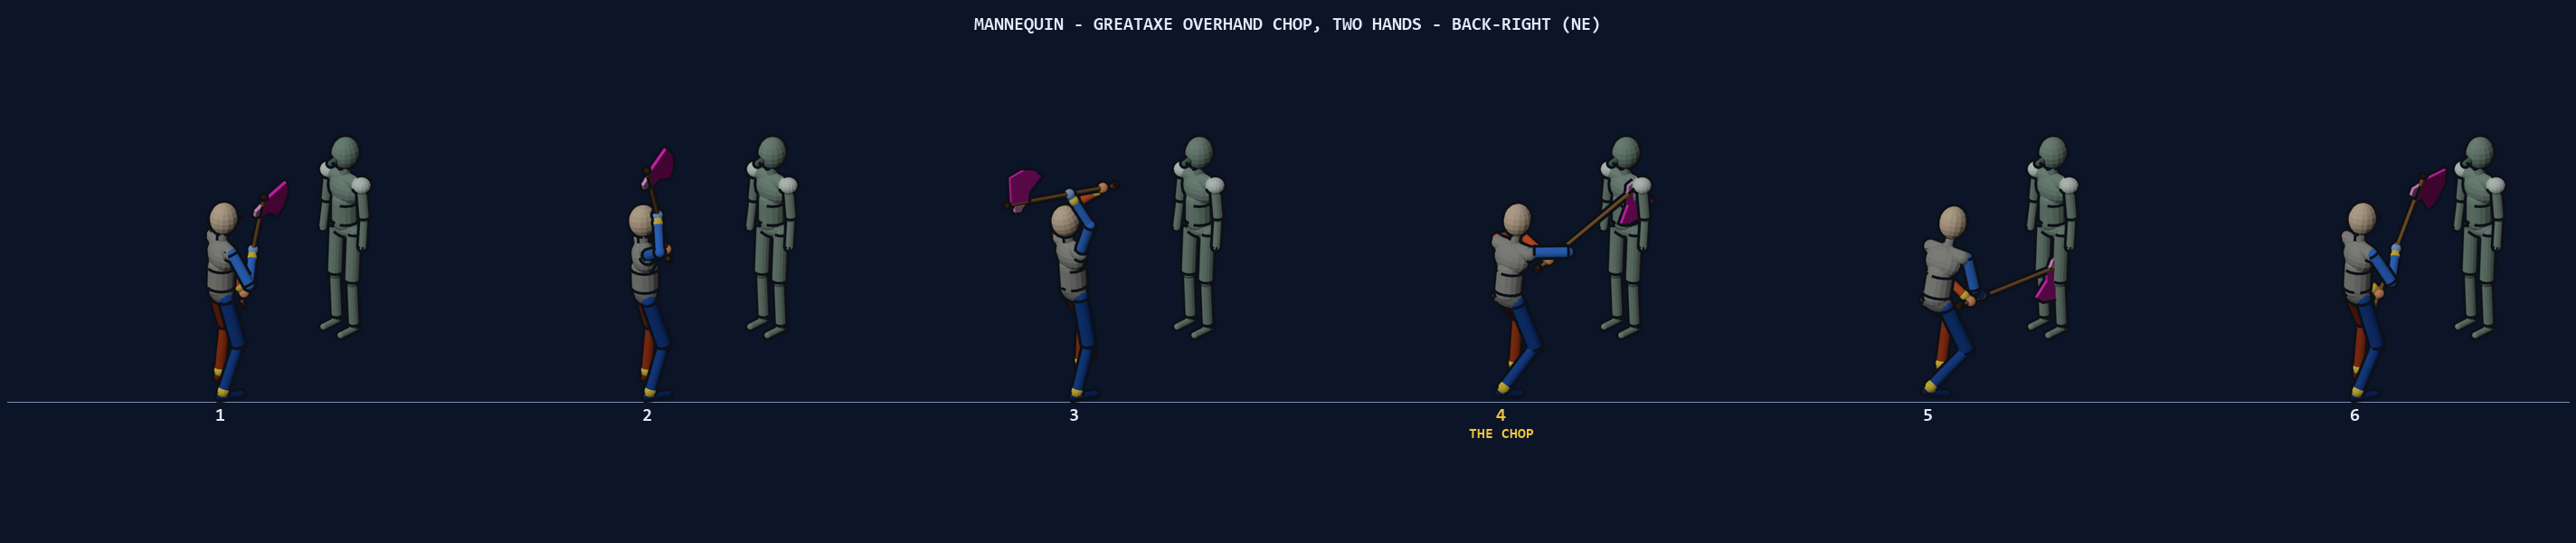 MANNEQUIN - GREATAXE OVERHAND CHOP, TWO HANDS - BACK-RIGHT (NE)
1 2 3 4 5 6
THE CHOP